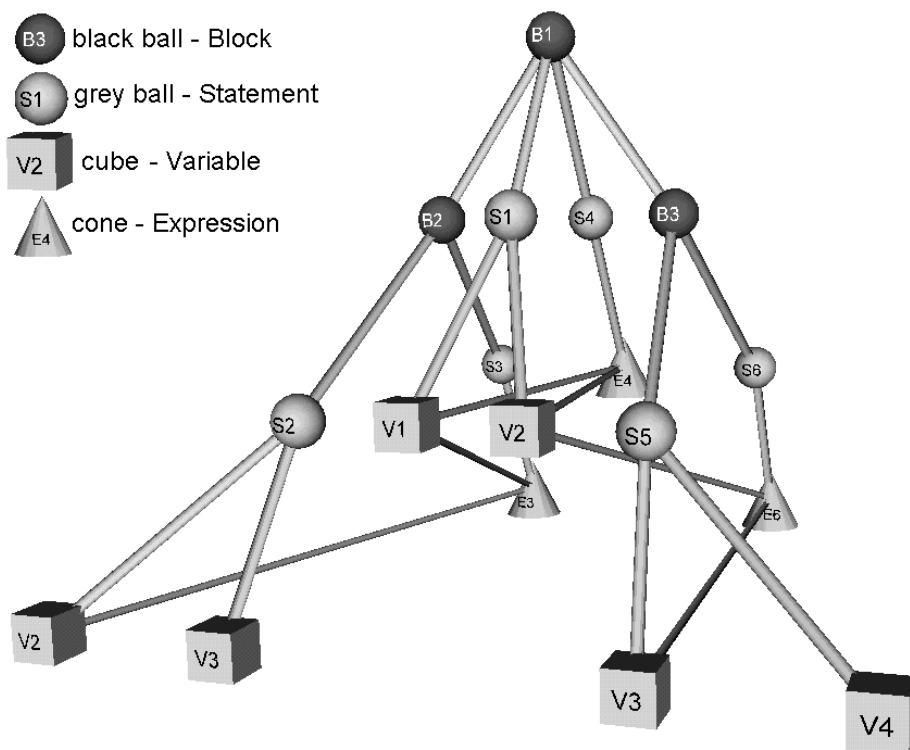 B3 black ball - Block
S1 grey ball - Statement
V2 cube - Variable
E4 cone - Expression
B1
B2 S1 S4 B3
S3 E4 S6
S2 V1 V2 S5
E3 E6
V2 V3 V3 V4